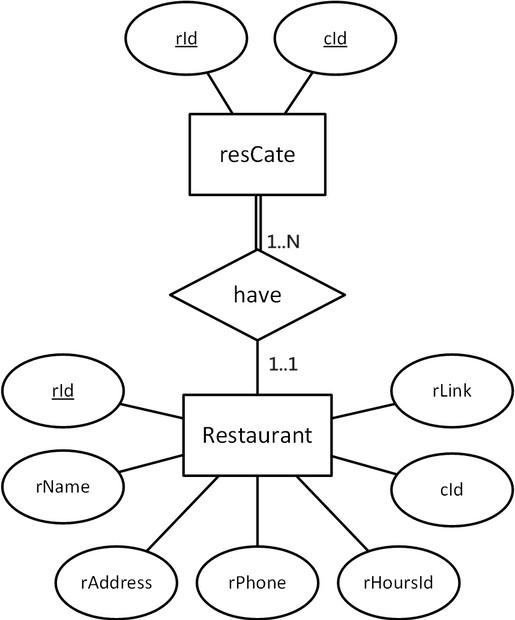 rId
cId
resCate
1..N
have
1..1
rId
rLink
Restaurant
rName
cId
rAddress
rPhone
rHoursId